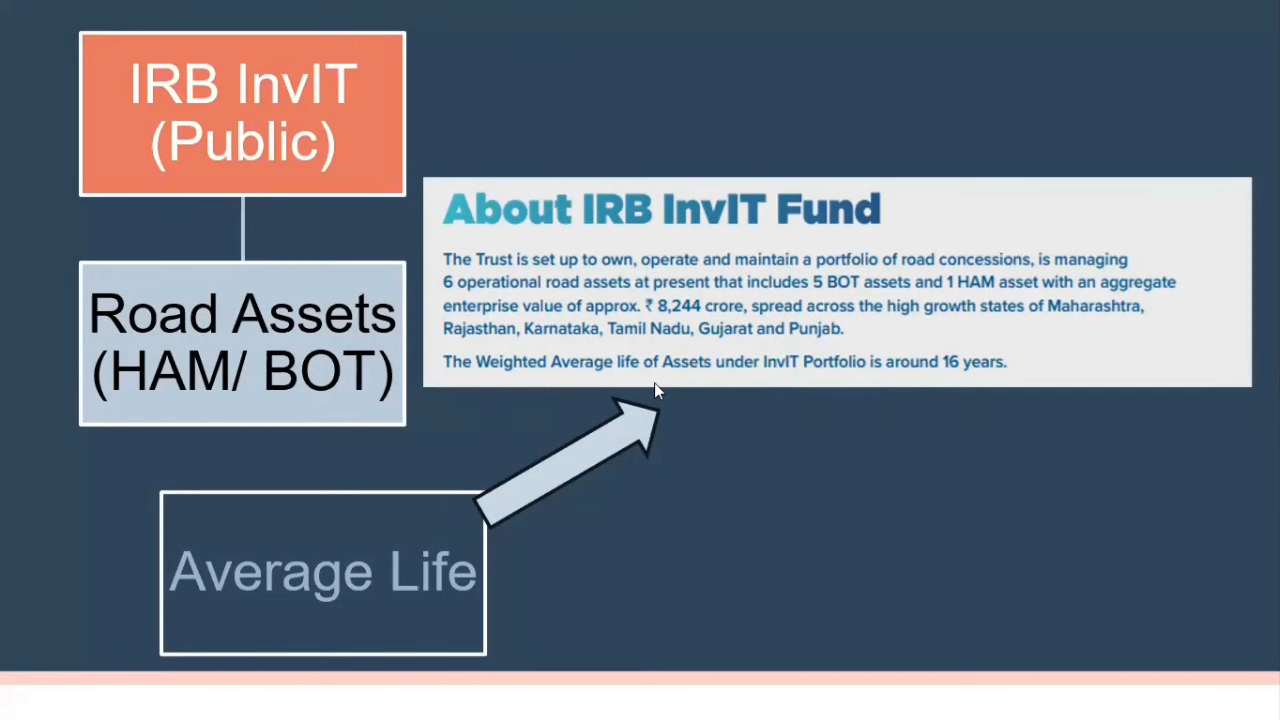 IRB InvIT
(Public)
Road Assets
(HAM/ BOT)
About IRB InvIT Fund
The Trust is set up to own, operate and maintain a portfolio of road concessions, is managing
6 operational road assets at present that includes 5 BOT assets and 1 HAM asset with an aggregate
enterprise value of approx. ₹ 8,244 crore, spread across the high growth states of Maharashtra,
Rajasthan, Karnataka, Tamil Nadu, Gujarat and Punjab.
The Weighted Average life of Assets under InvIT Portfolio is around 16 years.
Average Life